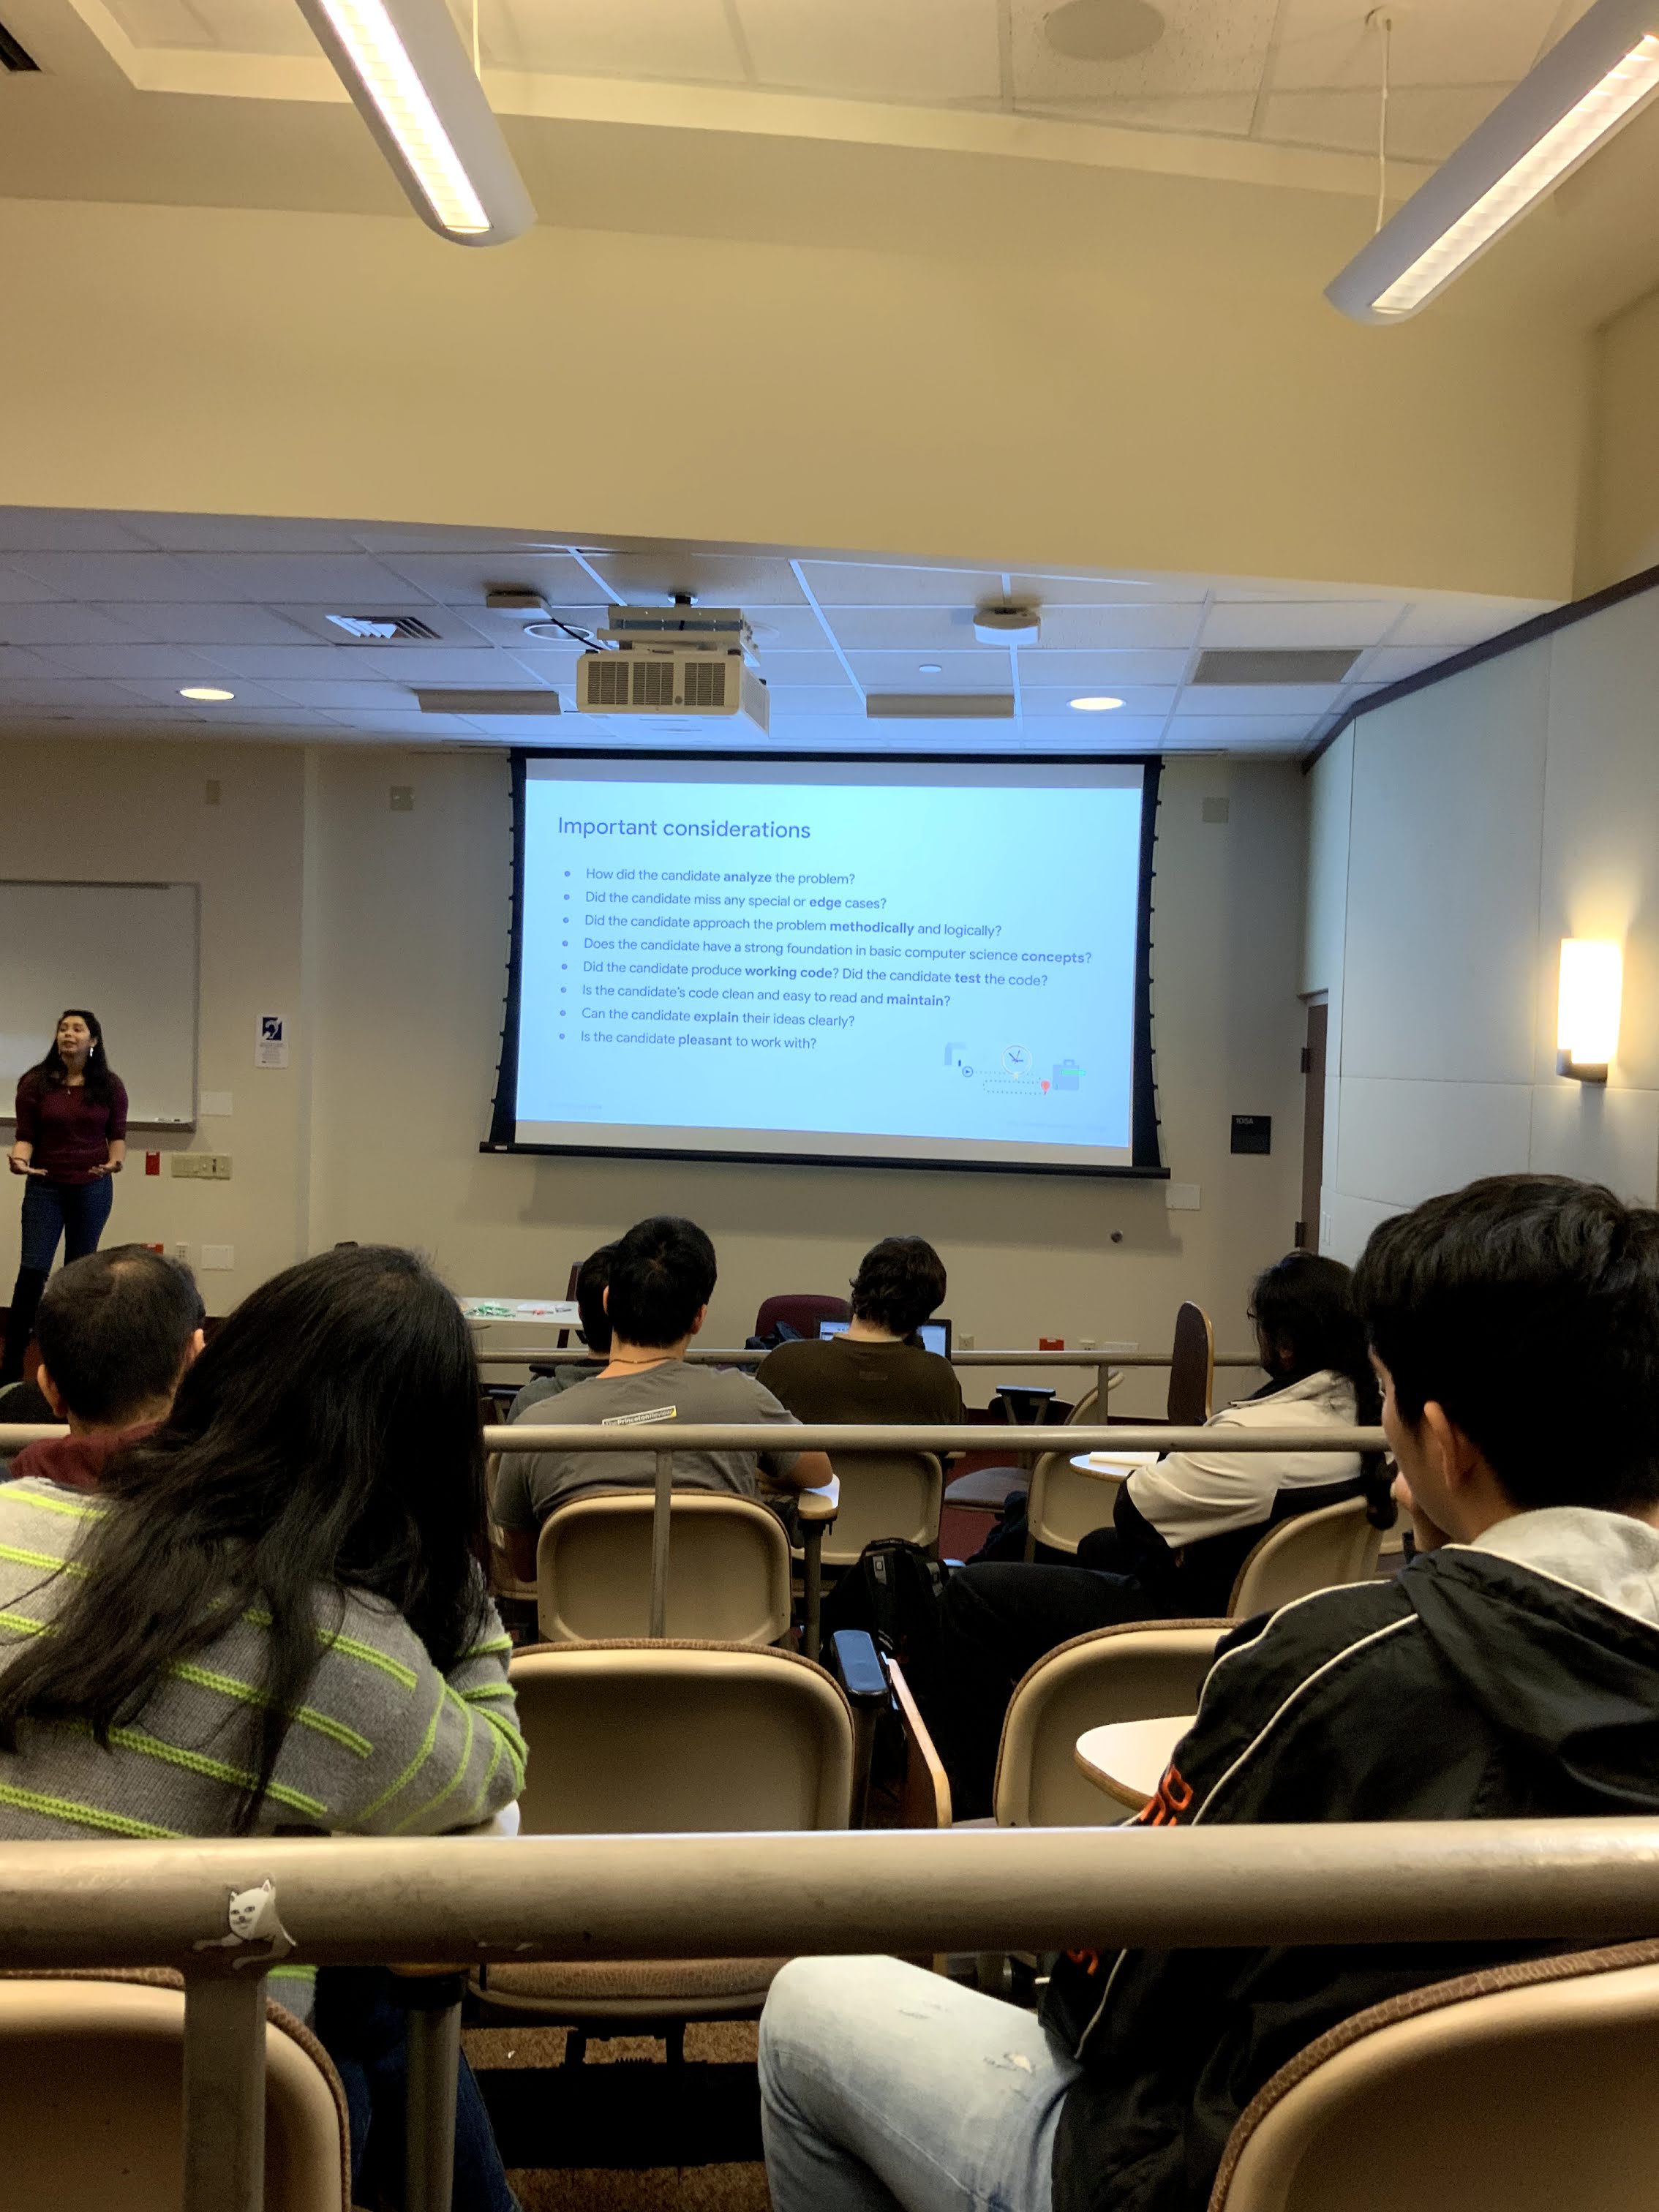 Important considerations
How did the candidate analyze the problem?
Did the candidate miss any special or edge cases?
Did the candidate approach the problem methodically and logically?
Does the candidate have a strong foundation in basic computer science concepts?
Did the candidate produce working code? Did the candidate test the code?
Is the candidate's code clean and easy to read and maintain?
Can the candidate explain their ideas clearly?
Is the candidate pleasant to work with?
The Princeton Review